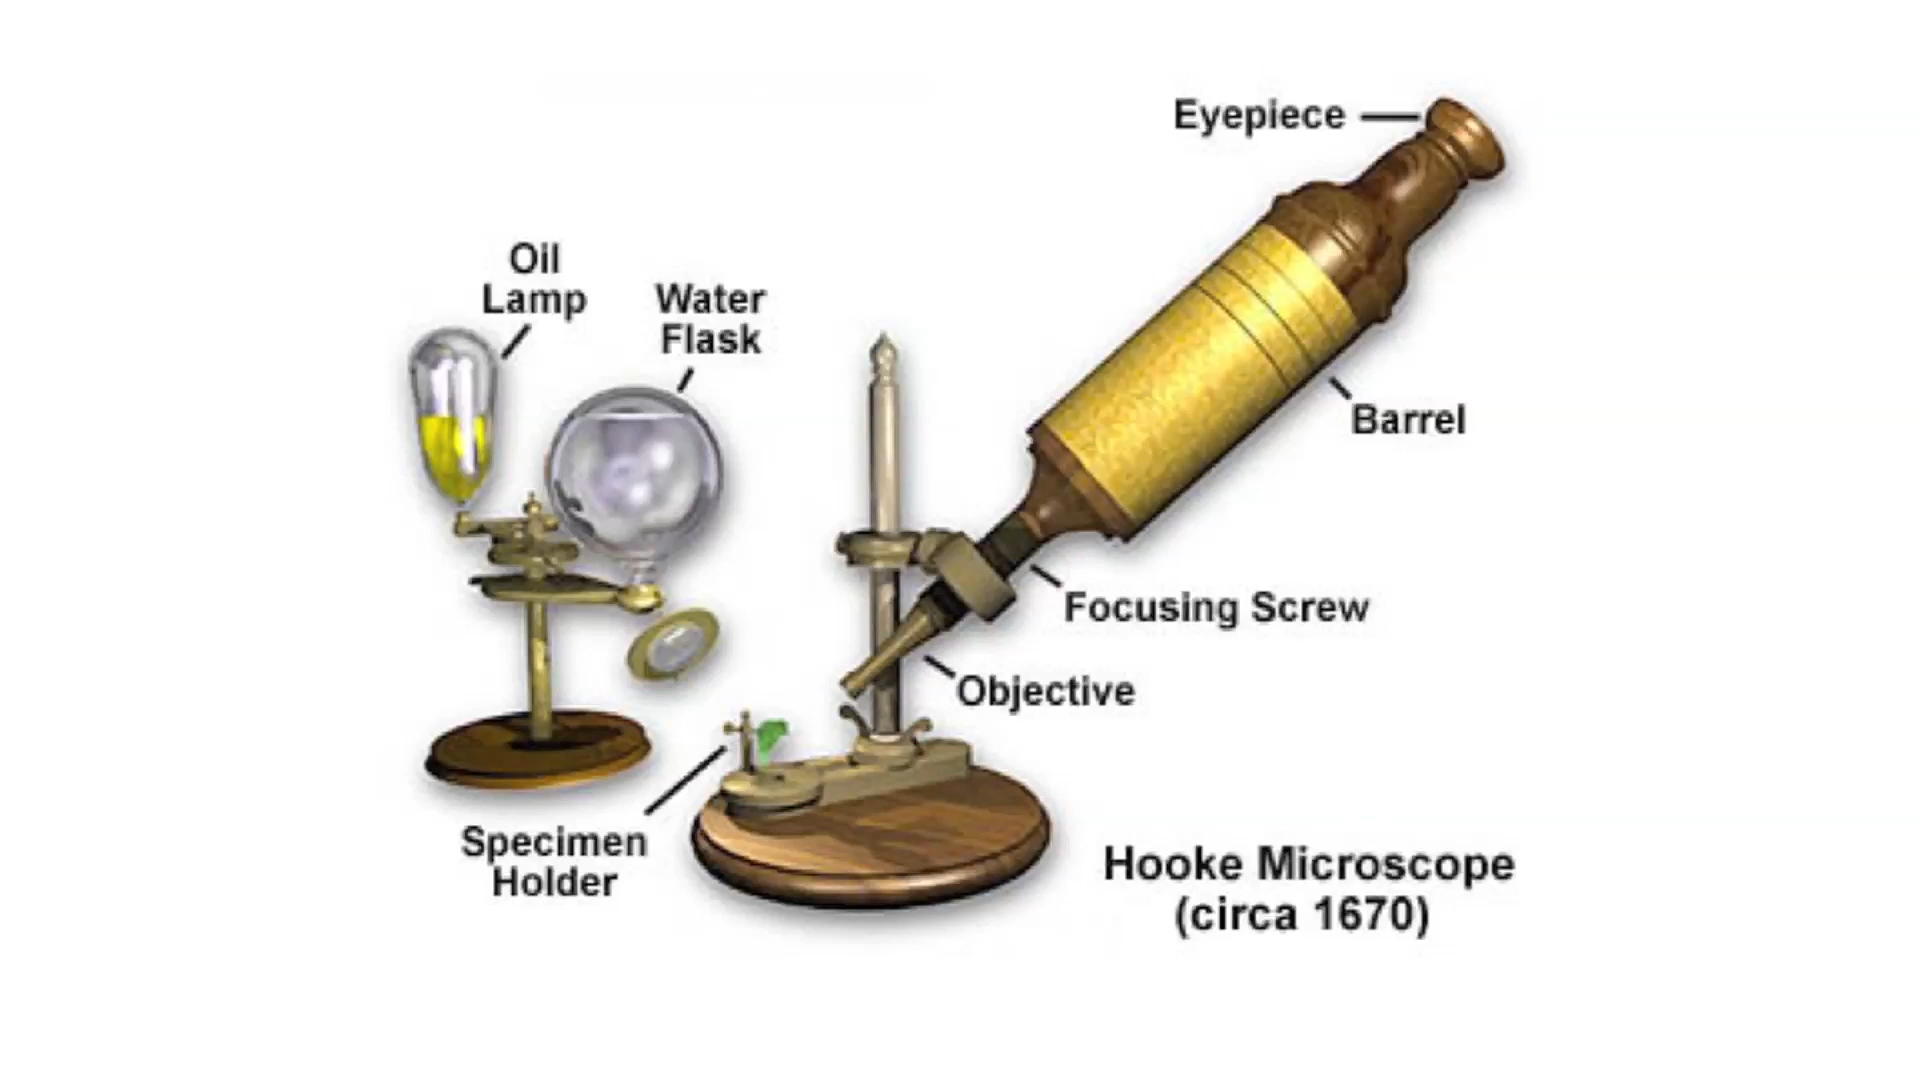 Eyepiece
Oil
Lamp
Water
Flask
Barrel
Focusing Screw
Objective
Specimen
Holder
Hooke Microscope
(circa 1670)